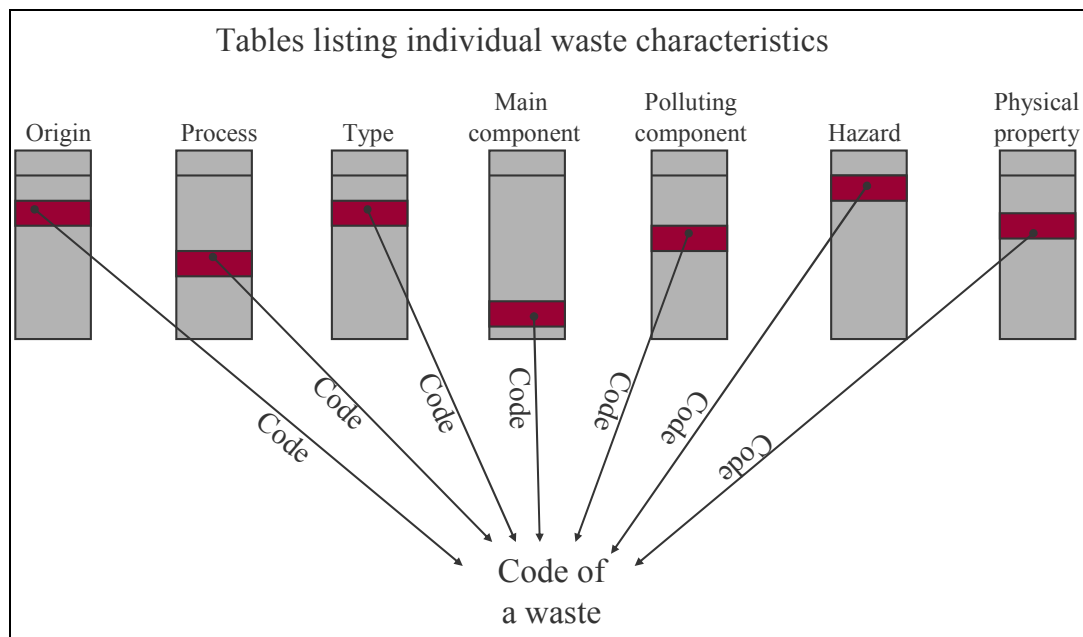 Tables listing individual waste characteristics
Origin
Process
Type
Main
component
Polluting
component
Hazard
Physical
property
Code
Code
Code
Code
Code
Code
Code
Code of
a waste